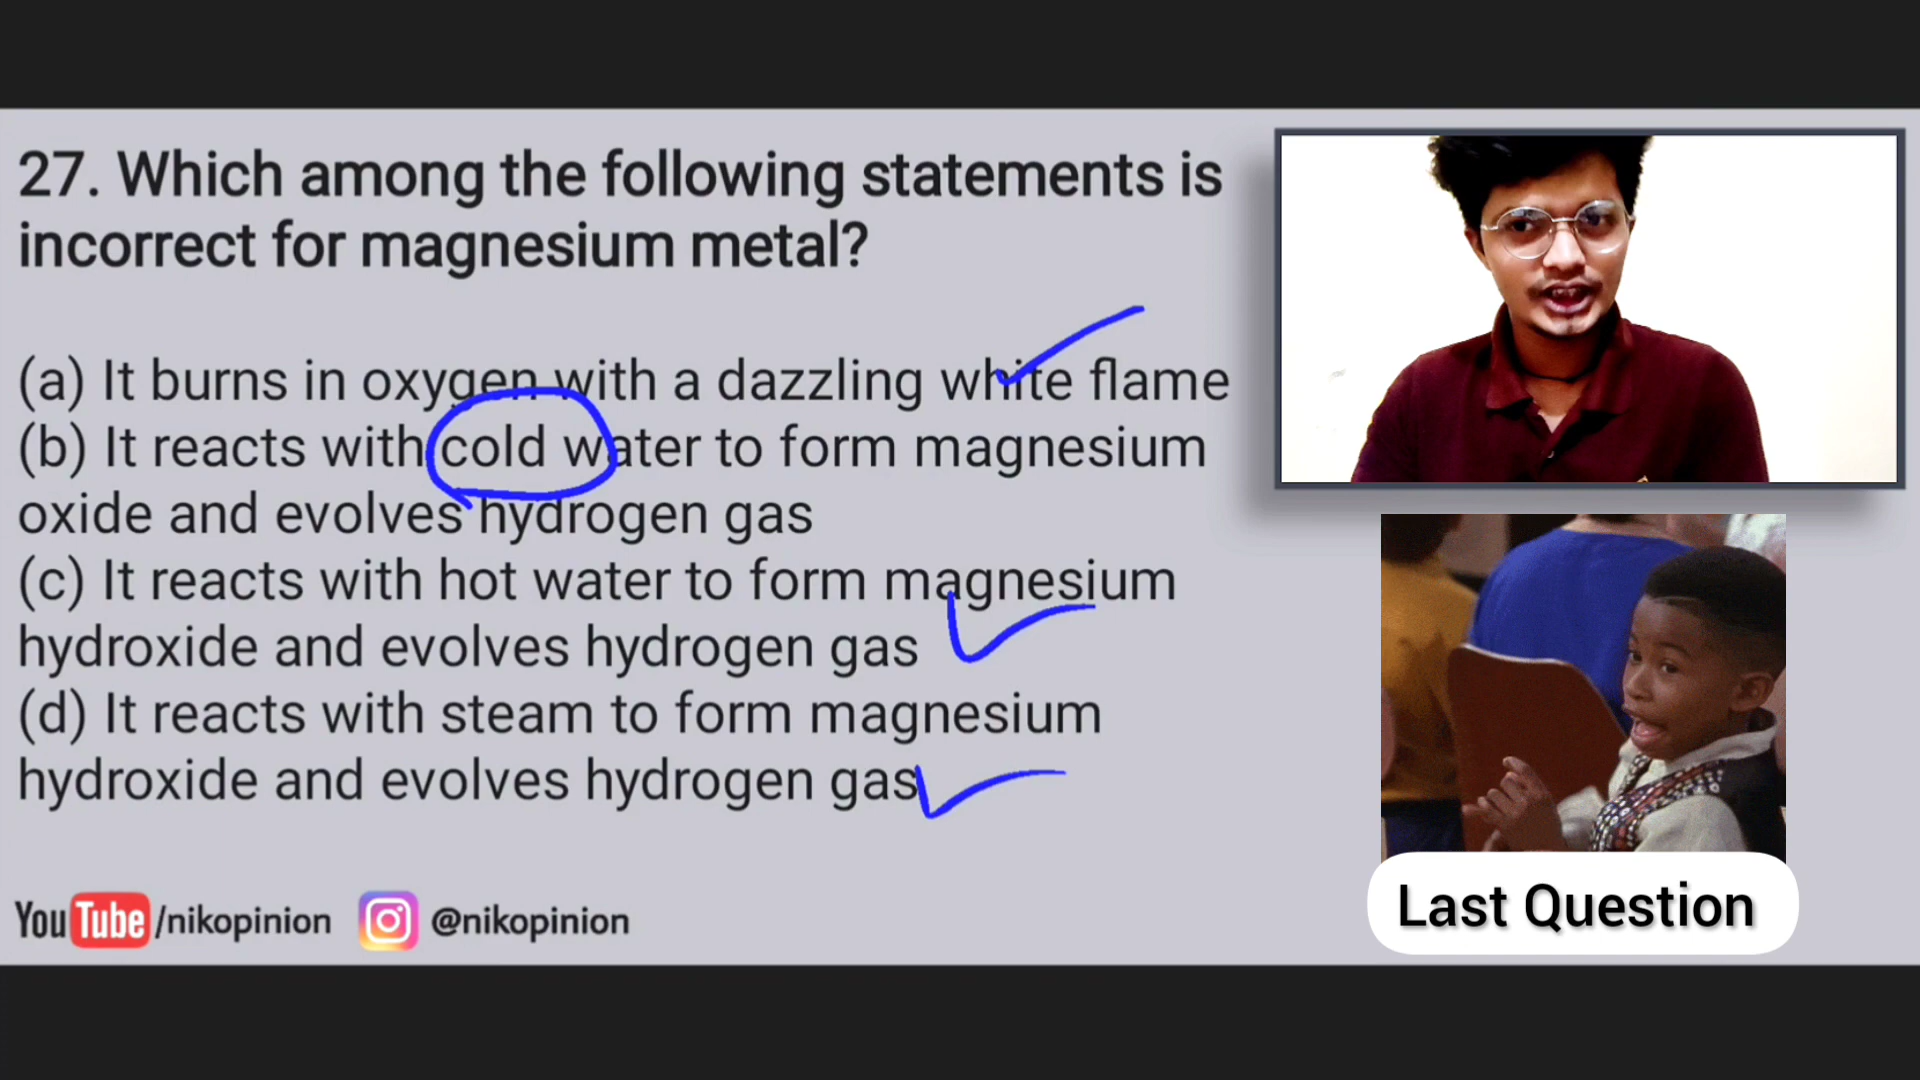 27. Which among the following statements is
incorrect for magnesium metal?
(a) It burns in oxygen with a dazzling white flame
(b) It reacts with cold water to form magnesium
oxide and evolves hydrogen gas
(c) It reacts with hot water to form magnesium
hydroxide and evolves hydrogen gas
(d) It reacts with steam to form magnesium
hydroxide and evolves hydrogen gas
YouTube/nikopinion @nikopinion
Last Question